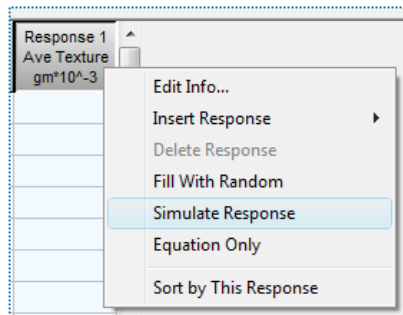 Response 1
Ave Texture
gm*10^-3
Edit Info...
Insert Response
Delete Response
Fill With Random
Simulate Response
Equation Only
Sort by This Response